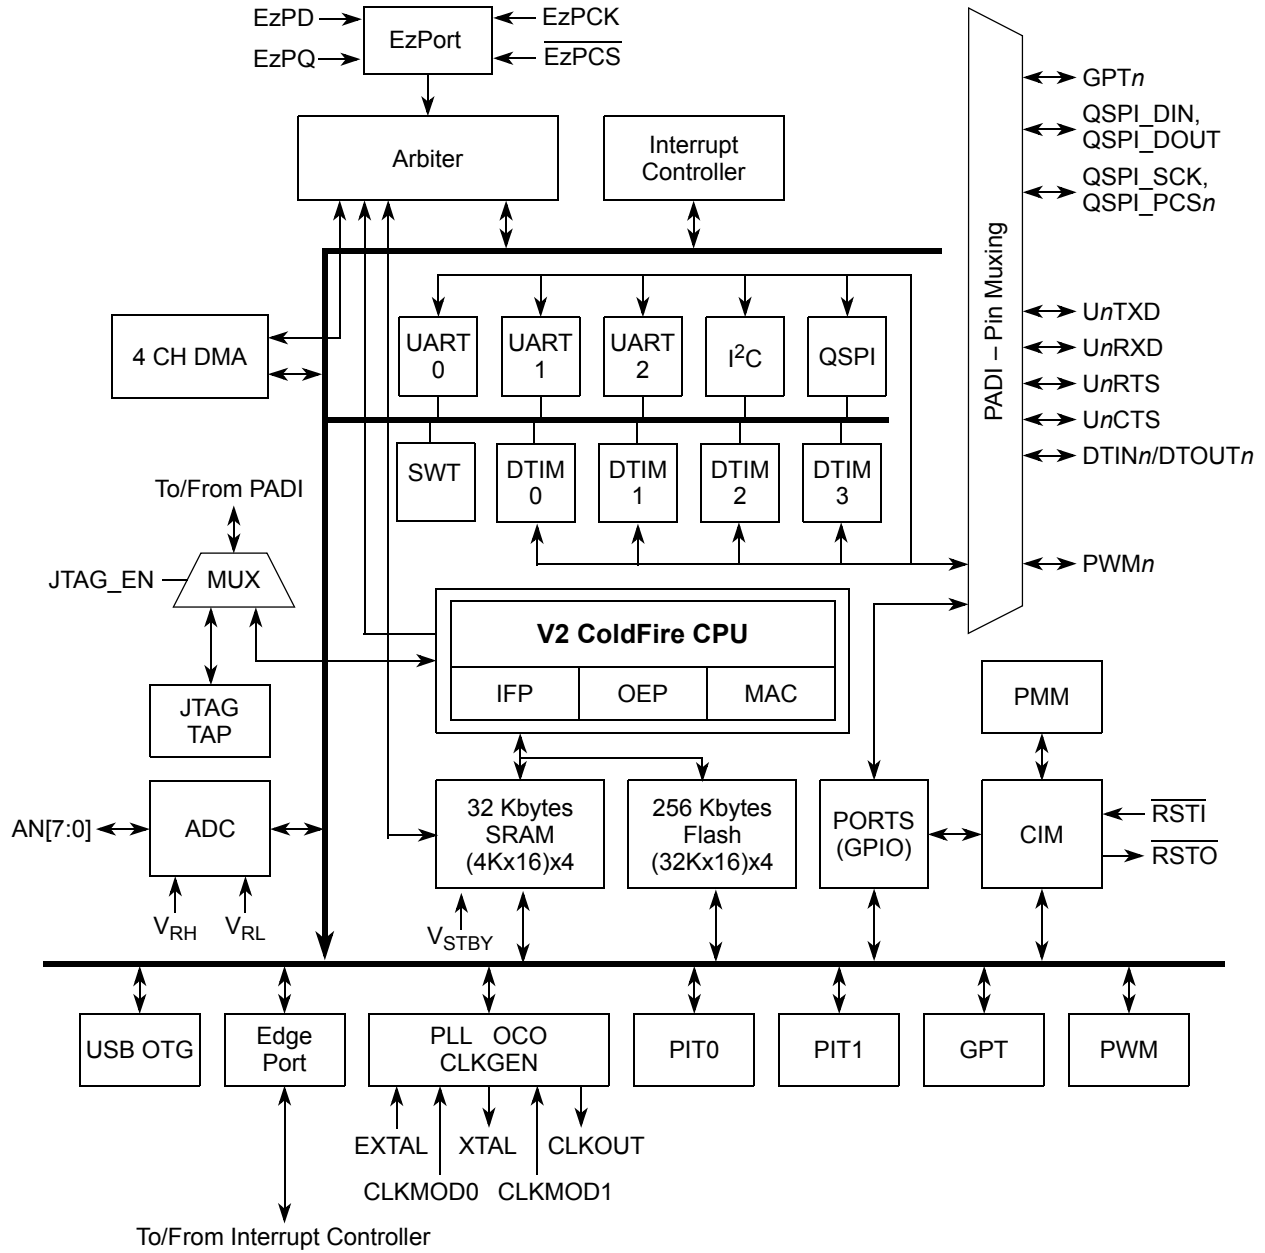 EzPD
EzPCK
EzPort
EzPQ
EzPCS
GPTn
QSPI_DIN,
QSPI_DOUT
Arbiter
Interrupt
Controller
QSPI_SCK,
QSPI_PCSn
PADI – Pin Muxing
UnTXD
UnRXD
UnRTS
UnCTS
DTINn/DTOUTn
PWMn
4 CH DMA
UART
0
UART
1
UART
2
I2C
QSPI
SWT
DTIM
0
DTIM
1
DTIM
2
DTIM
3
To/From PADI
JTAG_EN
MUX
JTAG
TAP
V2 ColdFire CPU
IFP
OEP
MAC
PMM
AN[7:0]
ADC
VRH
VRL
32 Kbytes
SRAM
(4Kx16)x4
VSTBY
256 Kbytes
Flash
(32Kx16)x4
PORTS
(GPIO)
CIM
RSTI
RSTO
USB OTG
Edge
Port
PLL OCO
CLKGEN
PIT0
PIT1
GPT
PWM
EXTAL
XTAL
CLKOUT
CLKMOD0
CLKMOD1
To/From Interrupt Controller